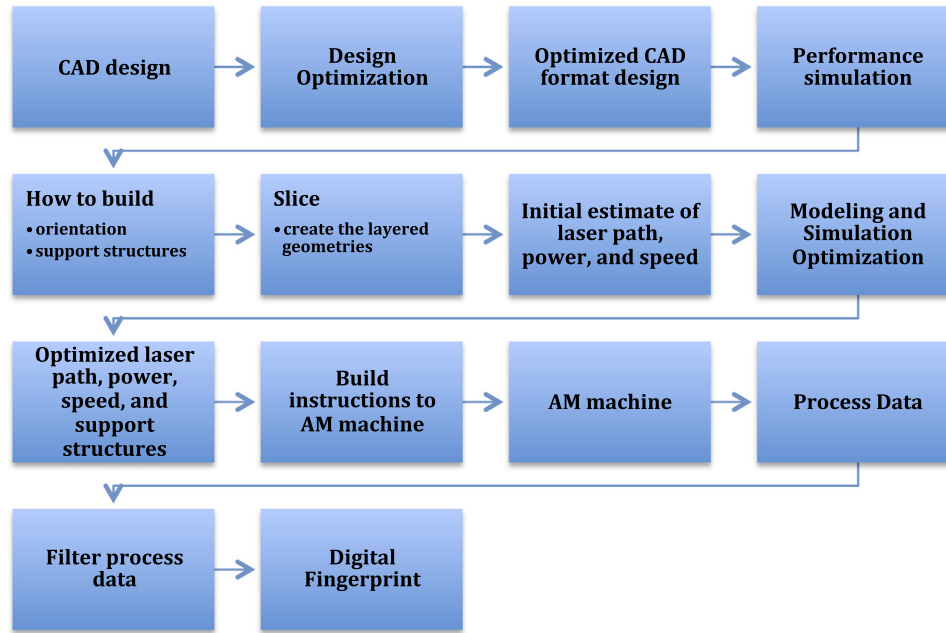 CAD design
Design
Optimization
Optimized CAD
format design
Performance
simulation
How to build
• orientation
• support structures
Slice
• create the layered
geometries
Initial estimate of
laser path,
power, and speed
Modeling and
Simulation
Optimization
Optimized laser
path, power,
speed, and
support
structures
Build
instructions to
AM machine
AM machine
Process Data
Filter process
data
Digital
Fingerprint